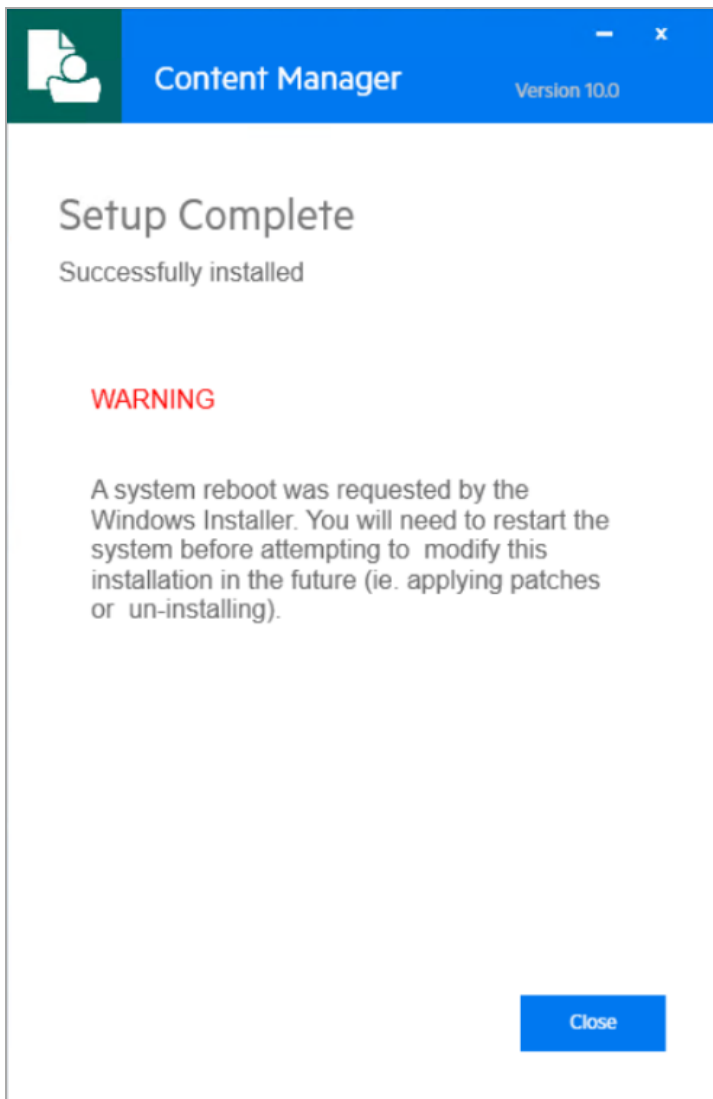 Content Manager
Version 10.0
Setup Complete
Successfully installed
WARNING
A system reboot was requested by the
Windows Installer. You will need to restart the
system before attempting to  modify this
installation in the future (ie. applying patches
or  un-installing).
Close